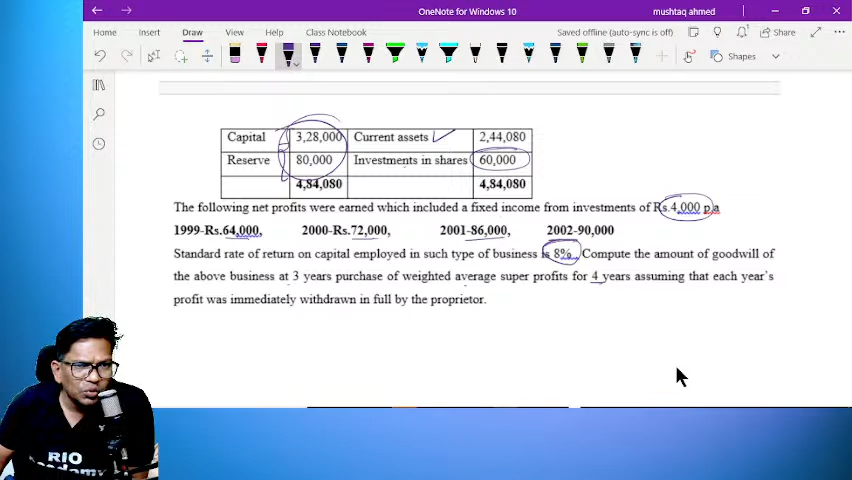 OneNote for Windows 10
mushtaq ahmed
Home Insert Draw View Help Class Notebook
Saved offline (auto-sync is off)
Share
Shapes
Capital 3,28,000 Current assets 2,44,080
Reserve 80,000 Investments in shares 60,000
4,84,080 4,84,080
The following net profits were earned which included a fixed income from investments of Rs.4,000 p.a
1999-Rs.64,000, 2000-Rs.72,000, 2001-86,000, 2002-90,000
Standard rate of return on capital employed in such type of business is 8%. Compute the amount of goodwill of
the above business at 3 years purchase of weighted average super profits for 4 years assuming that each year's
profit was immediately withdrawn in full by the proprietor.
RIO
Academy